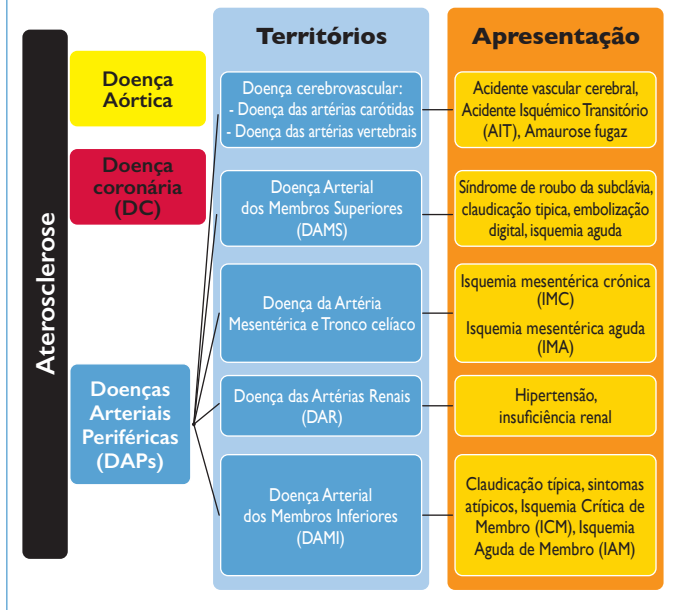 Aterosclerose
Doença
Aórtica
Doença
coronária
(DC)
Doenças
Arteriais
Periféricas
(DAPs)
Territórios
Doença cerebrovascular:
- Doença das artérias carótidas
- Doença das artérias vertebrais
Doença Arterial
dos Membros Superiores
(DAMS)
Doença da Artéria
Mesentérica e Tronco celíaco
Doença das Artérias Renais
(DAR)
Doença Arterial
dos Membros Inferiores
(DAMI)
Apresentação
Acidente vascular cerebral,
Acidente Isquémico Transitório
(AIT), Amaurose fugaz
Síndrome de roubo da subclávia,
claudicação tipica, embolização
digital, isquemia aguda
Isquemia mesentérica crónica
(IMC)
Isquemia mesentérica aguda
(IMA)
Hipertensão,
insuficiência renal
Claudicação típica, sintomas
atípicos, Isquemia Crítica de
Membro (ICM), Isquemia
Aguda de Membro (IAM)